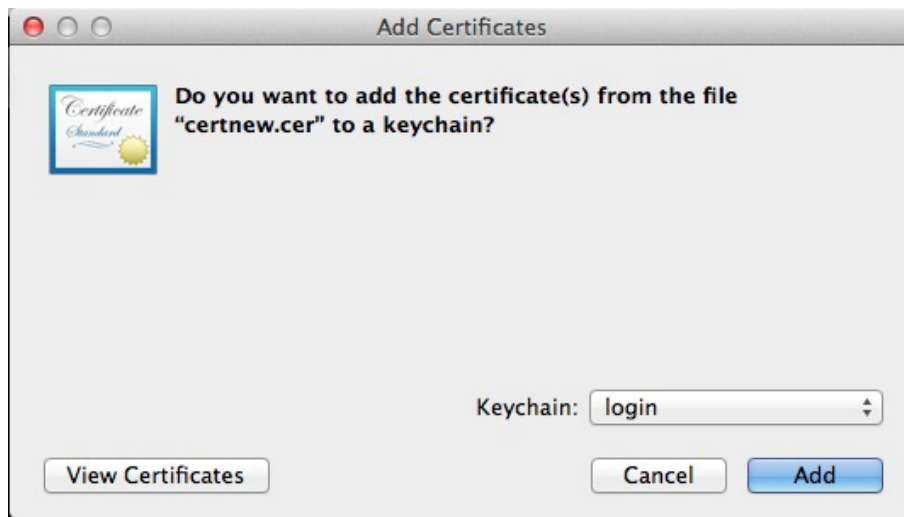 Add Certificates
Certificate
Standard
Do you want to add the certificate(s) from the file
“certnew.cer” to a keychain?
Keychain: login
View Certificates Cancel Add